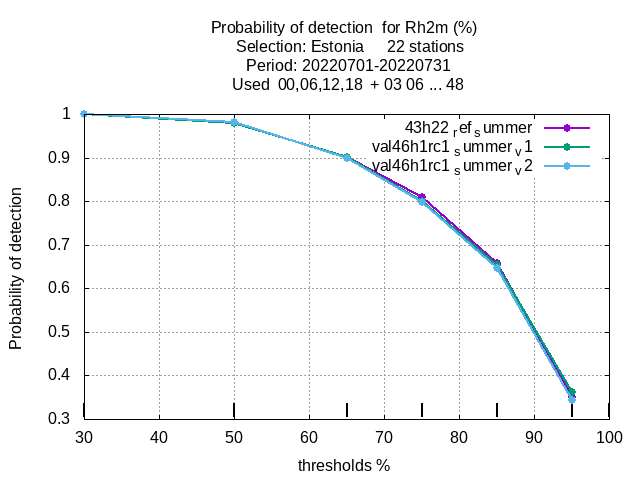 Probability of detection  for Rh2m (%)
Selection: Estonia     22 stations
Period: 20220701-20220731
Used  00,06,12,18  + 03 06 ... 48
43h22 ref summer
val46h1rc1 summer v1
val46h1rc1 summer v2
Probability of detection
1
0.9
0.8
0.7
0.6
0.5
0.4
0.3
30 40 50 60 70 80 90 100
thresholds %